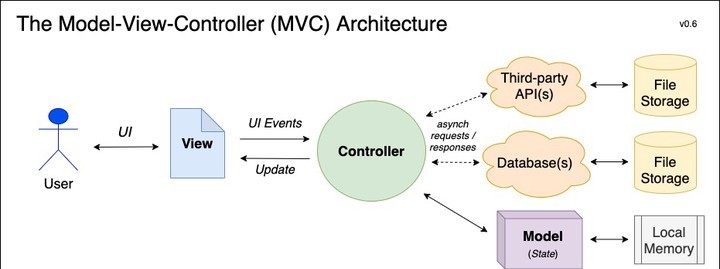 The Model-View-Controller (MVC) Architecture
v0.6
User
UI
View
UI Events
Update
Controller
asynch
requests /
responses
Third-party
API(s)
File
Storage
Database(s)
File
Storage
Model
(State)
Local
Memory